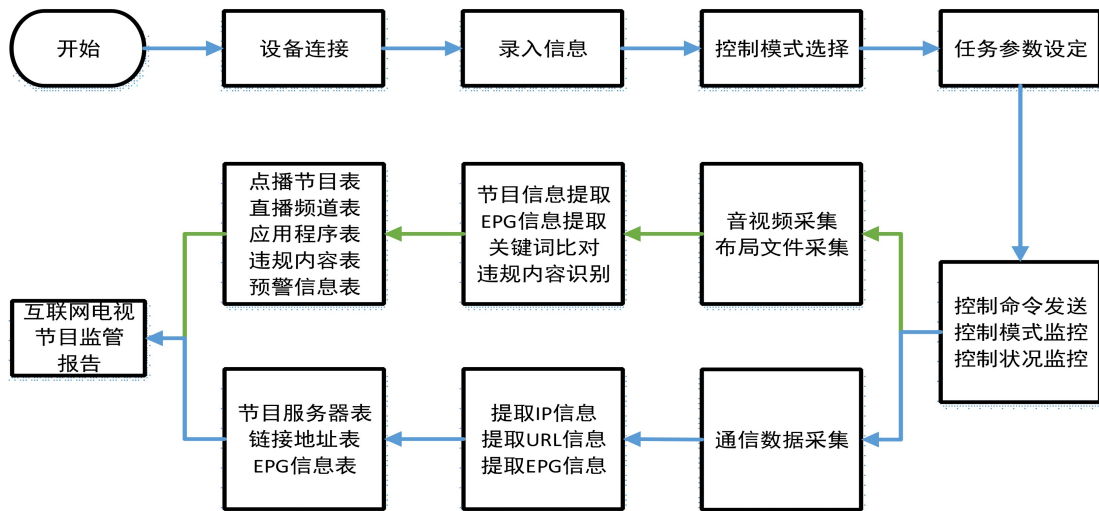 开始
设备连接
录入信息
控制模式选择
任务参数设定
点播节目表
直播频道表
应用程序表
违规内容表
预警信息表
节目信息提取
EPG信息提取
关键词比对
违规内容识别
音视频采集
布局文件采集
控制命令发送
控制模式监控
控制状况监控
互联网电视
节目监管
报告
节目服务器表
链接地址表
EPG信息表
提取IP信息
提取URL信息
提取EPG信息
通信数据采集